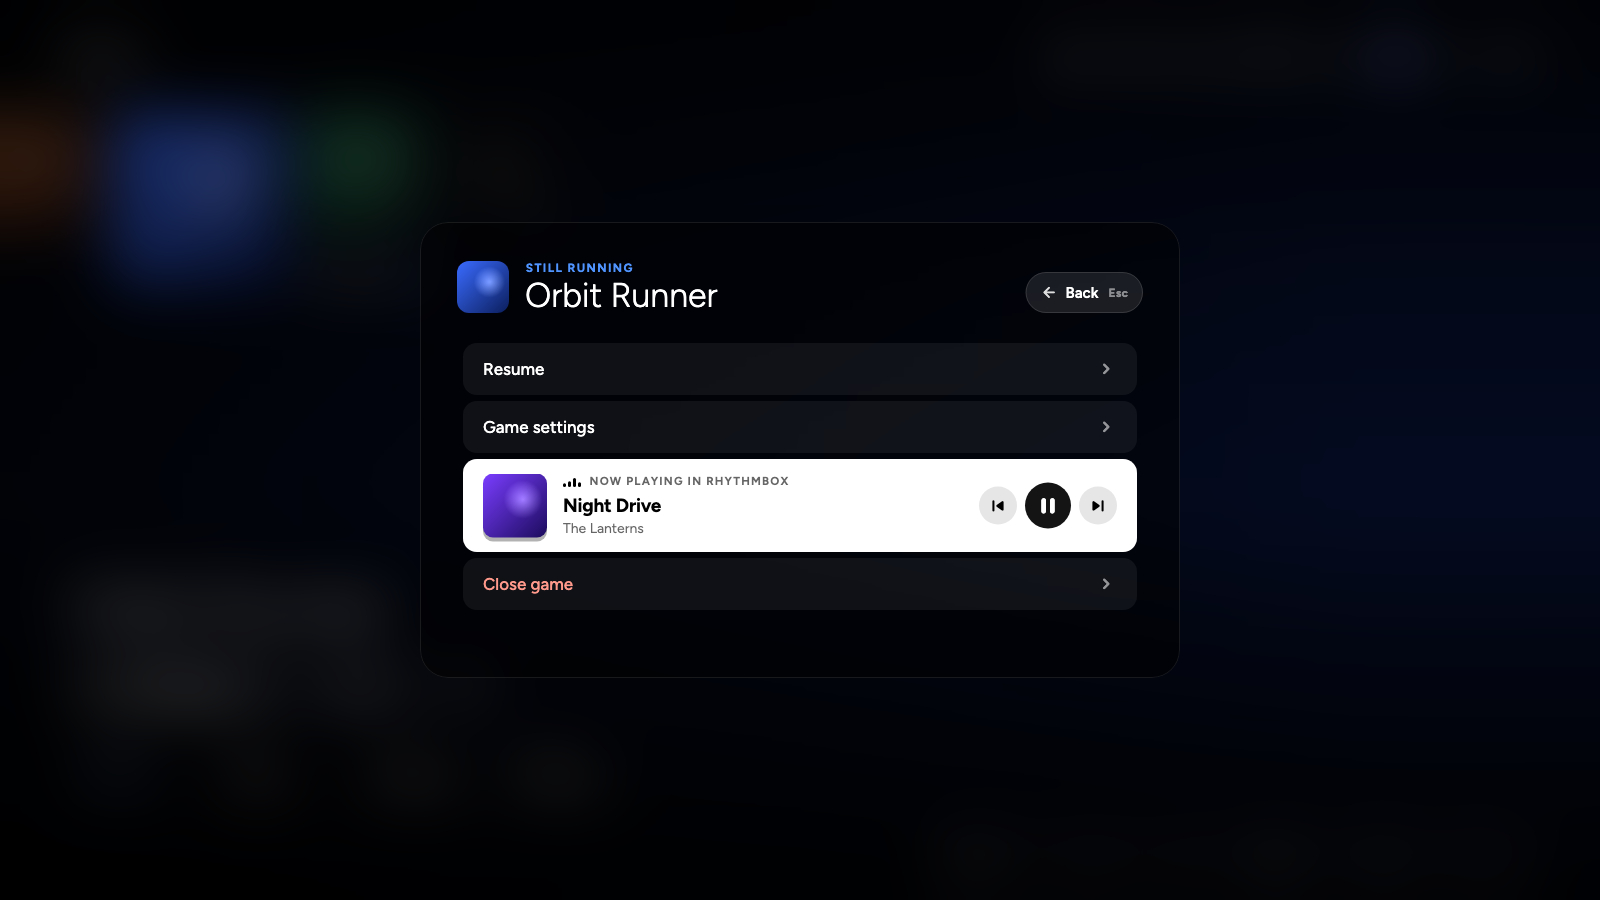 STILL RUNNING
Orbit Runner
Back Esc
Resume
Game settings
NOW PLAYING IN RHYTHMBOX
Night Drive
The Lanterns
Close game